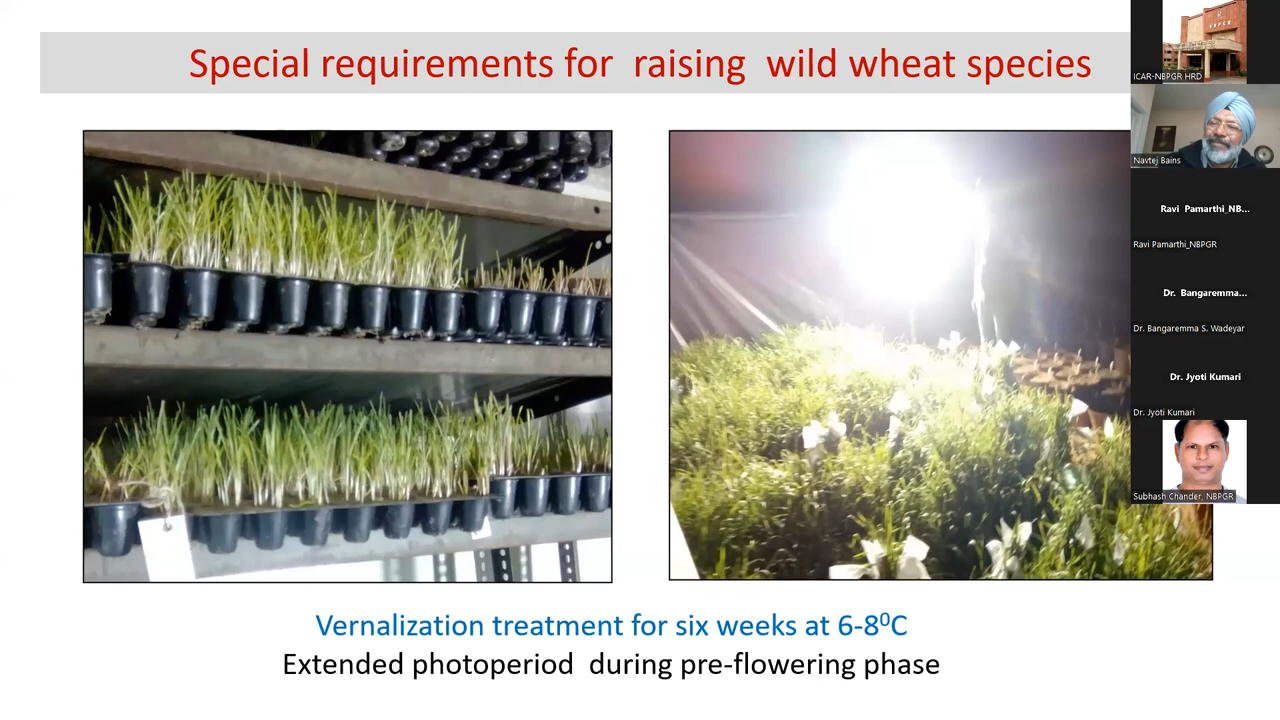 Special requirements for raising wild wheat species
Vernalization treatment for six weeks at 6-8⁰C
Extended photoperiod during pre-flowering phase
NBPGR
ICAR-NBPGR HRD
Navtej Bains
Ravi Pamarthi_NB...
Ravi Pamarthi_NBPGR
Dr. Bangaremma...
Dr. Bangaremma S. Wadeyar
Dr. Jyoti Kumari
Dr. Jyoti Kumari
Subhash Chander, NBPGR